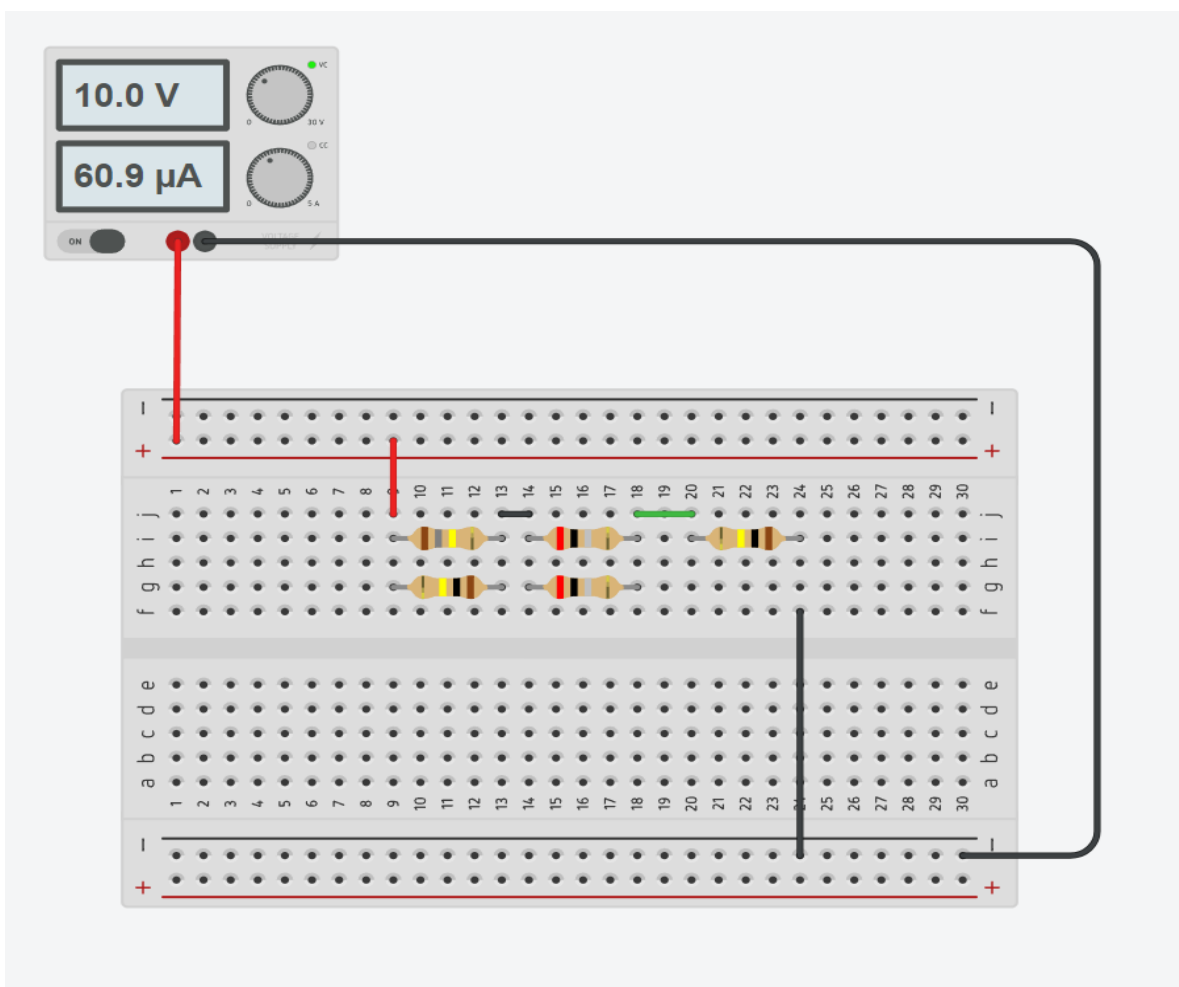 10.0 V
VC
0 30 V
60.9 µA
CC
0 5 A
ON
VOLTAGE
SUPPLY
− −
+ +
1 2 3 4 5 6 7 8 9 10 11 12 13 14 15 16 17 18 19 20 21 22 23 24 25 26 27 28 29 30
j j
i i
h h
g g
f f
e e
d d
c c
b b
a a
1 2 3 4 5 6 7 8 9 10 11 12 13 14 15 16 17 18 19 20 21 22 23 24 25 26 27 28 29 30
− −
+ +